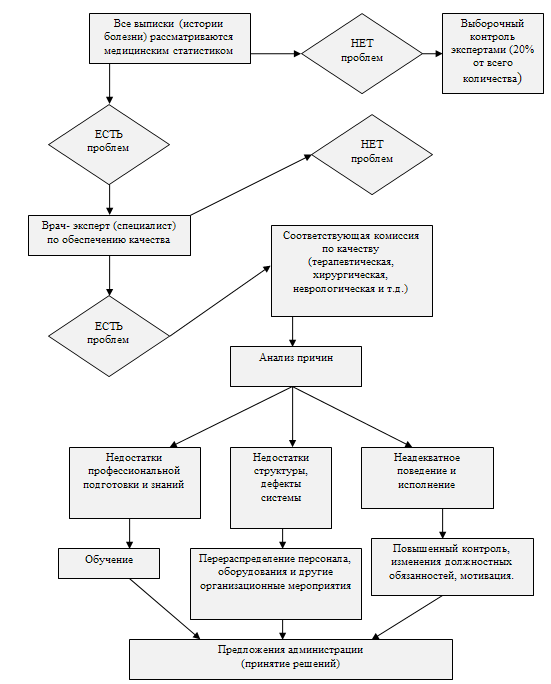 Все выписки (истории
болезни) рассматриваются
медицинским статистиком
НЕТ
проблем
Выборочный
контроль
экспертами (20%
от всего
количества)
ЕСТЬ
проблем
НЕТ
проблем
Врач- эксперт (специалист)
по обеспечению качества
Соответствующая комиссия
по качеству
(терапевтическая,
хирургическая,
неврологическая и т.д.)
ЕСТЬ
проблем
Анализ причин
Недостатки
профессиональной
подготовки и знаний
Недостатки
структуры,
дефекты
системы
Неадекватное
поведение и
исполнение
Обучение
Перераспределение персонала,
оборудования и другие
организационные мероприятия
Повышенный контроль,
изменения должностных
обязанностей, мотивация.
Предложения администрации
(принятие решений)